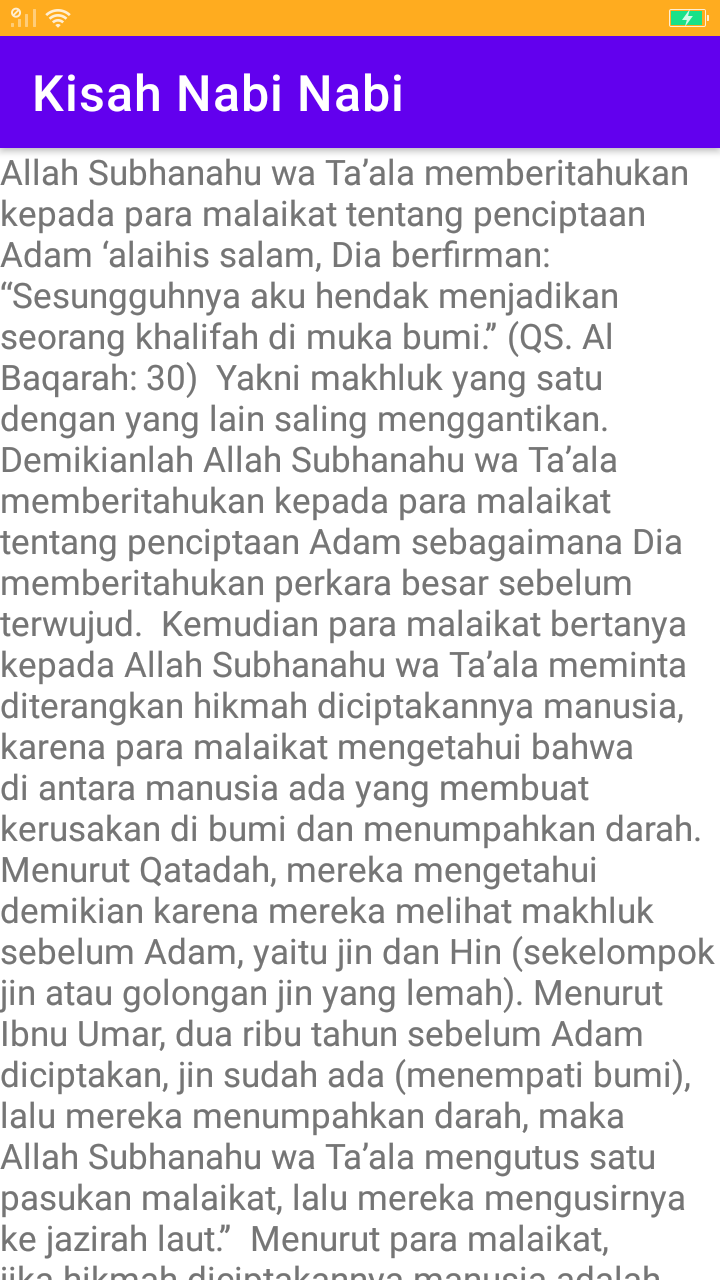 Kisah Nabi Nabi
Allah Subhanahu wa Ta’ala memberitahukan
kepada para malaikat tentang penciptaan
Adam ‘alaihis salam, Dia berfirman:
“Sesungguhnya aku hendak menjadikan
seorang khalifah di muka bumi.” (QS. Al
Baqarah: 30)  Yakni makhluk yang satu
dengan yang lain saling menggantikan.
Demikianlah Allah Subhanahu wa Ta’ala
memberitahukan kepada para malaikat
tentang penciptaan Adam sebagaimana Dia
memberitahukan perkara besar sebelum
terwujud.  Kemudian para malaikat bertanya
kepada Allah Subhanahu wa Ta’ala meminta
diterangkan hikmah diciptakannya manusia,
karena para malaikat mengetahui bahwa
di antara manusia ada yang membuat
kerusakan di bumi dan menumpahkan darah.
Menurut Qatadah, mereka mengetahui
demikian karena mereka melihat makhluk
sebelum Adam, yaitu jin dan Hin (sekelompok
jin atau golongan jin yang lemah). Menurut
Ibnu Umar, dua ribu tahun sebelum Adam
diciptakan, jin sudah ada (menempati bumi),
lalu mereka menumpahkan darah, maka
Allah Subhanahu wa Ta’ala mengutus satu
pasukan malaikat, lalu mereka mengusirnya
ke jazirah laut.”  Menurut para malaikat,
jika hikmah diciptakannya manusia adalah